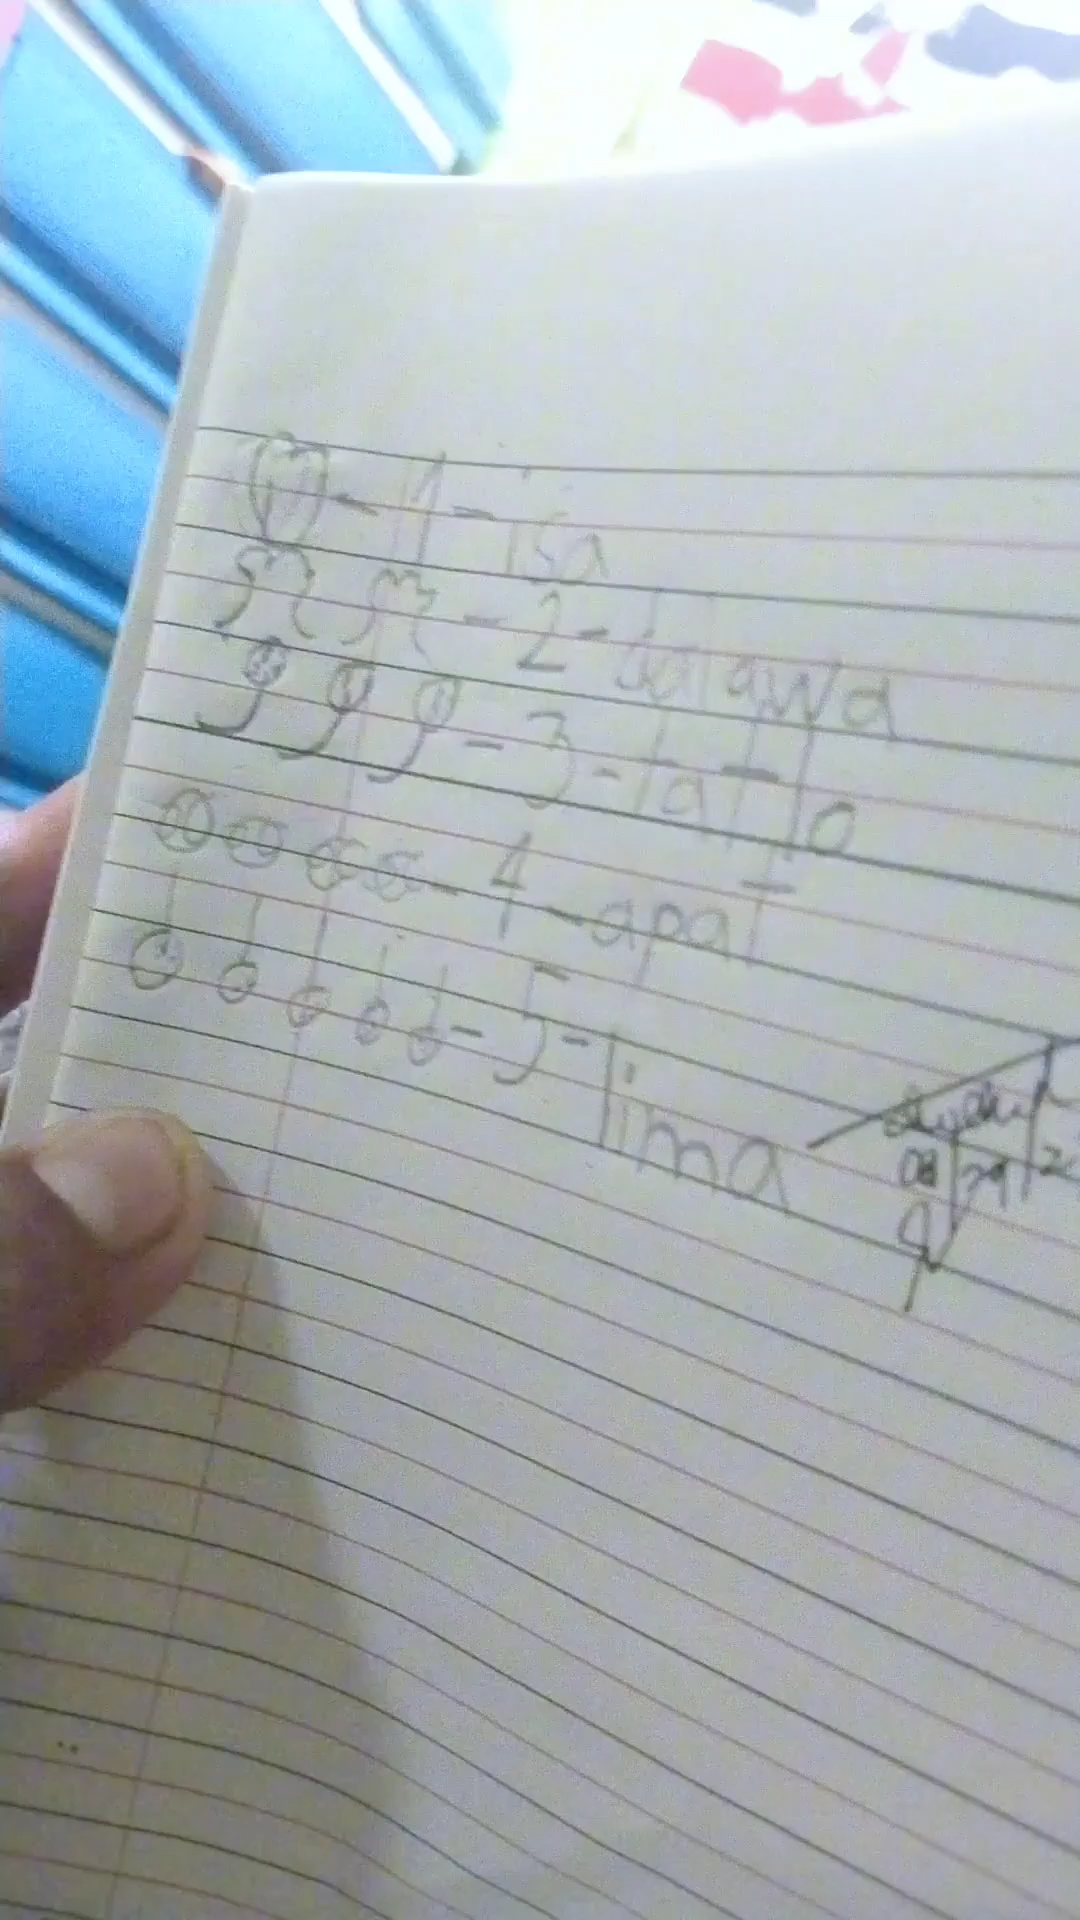 - 1 - isa
- 2 - dalawa
- 3 - tatlo
- 4 - apat
- 5 - lima